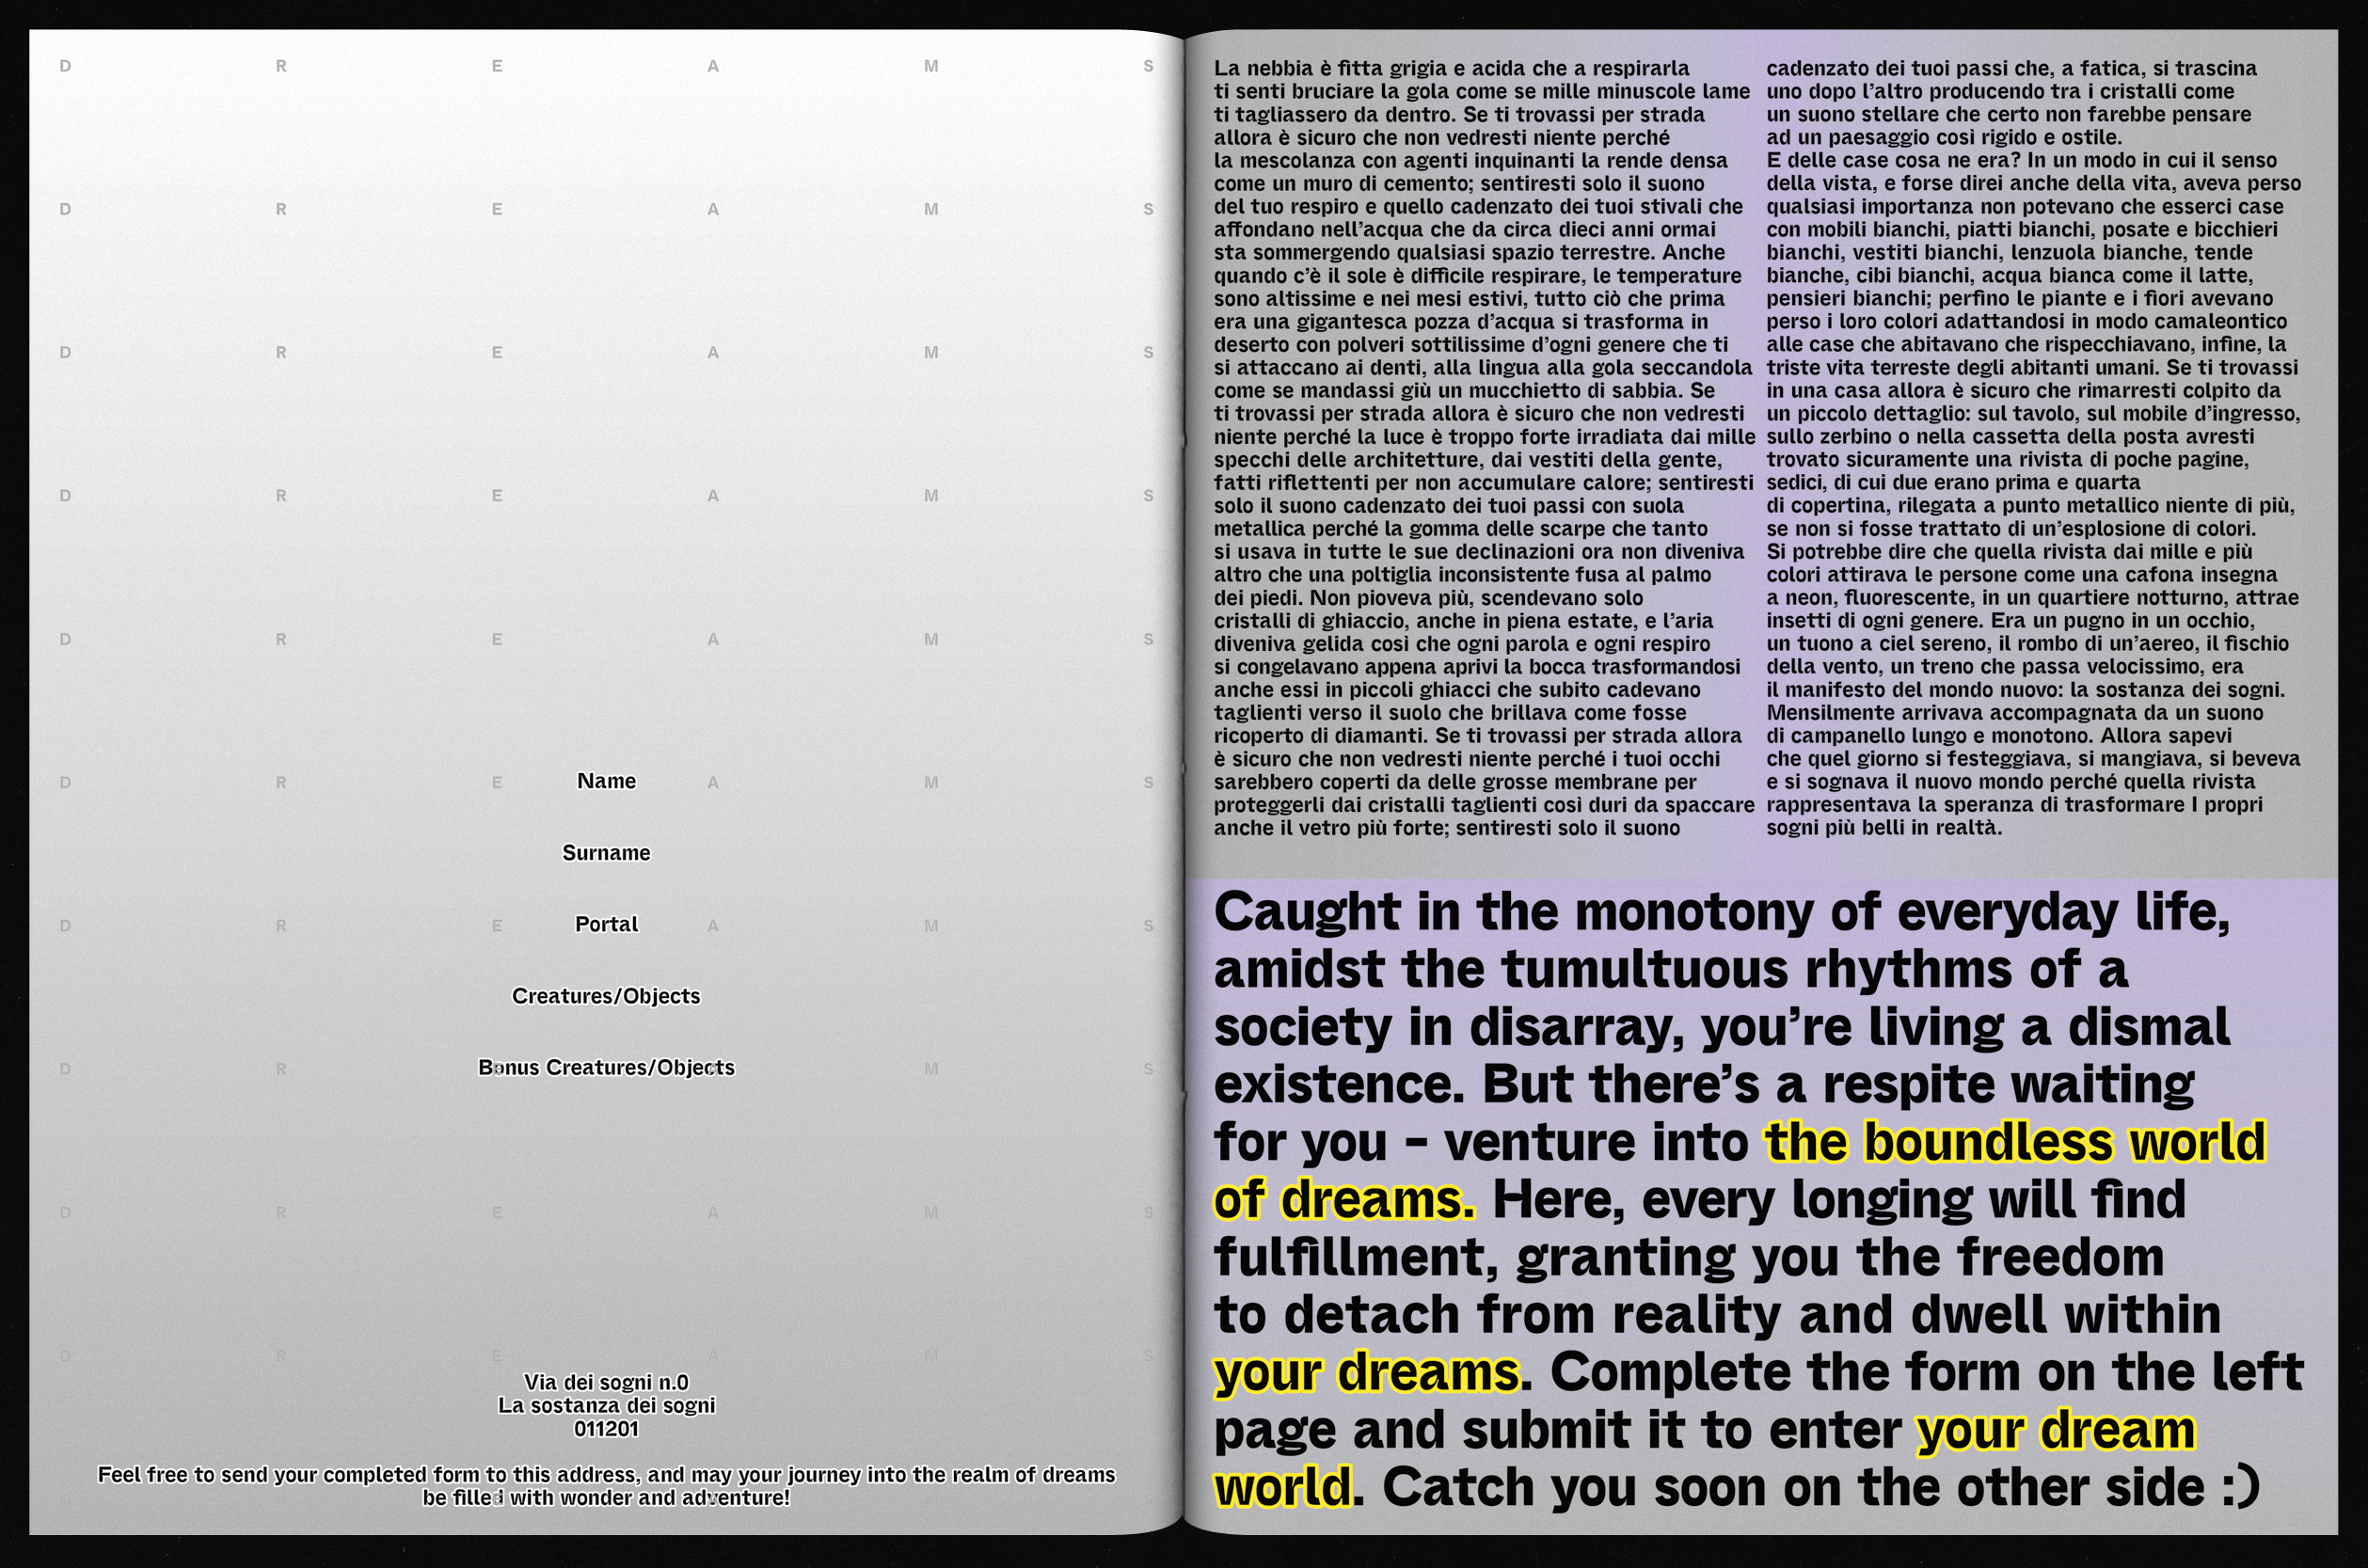 D R E A M S
D R E A M S
D R E A M S
D R E A M S
D R E A M S
D R E A M S
Name
Surname
D R E A M S
Portal
Creatures/Objects
D R E A M S
Bonus Creatures/Objects
D R E A M S
D R E A M S
Via dei sogni n.0
La sostanza dei sogni
011201
Feel free to send your completed form to this address, and may your journey into the realm of dreams
be filled with wonder and adventure!
La nebbia è fitta grigia e acida che a respirarla
ti senti bruciare la gola come se mille minuscole lame
ti tagliassero da dentro. Se ti trovassi per strada
allora è sicuro che non vedresti niente perché
la mescolanza con agenti inquinanti la rende densa
come un muro di cemento; sentiresti solo il suono
del tuo respiro e quello cadenzato dei tuoi stivali che
affondano nell’acqua che da circa dieci anni ormai
sta sommergendo qualsiasi spazio terrestre. Anche
quando c’è il sole è difficile respirare, le temperature
sono altissime e nei mesi estivi, tutto ciò che prima
era una gigantesca pozza d’acqua si trasforma in
deserto con polveri sottilissime d’ogni genere che ti
si attaccano ai denti, alla lingua alla gola seccandola
come se mandassi giù un mucchietto di sabbia. Se
ti trovassi per strada allora è sicuro che non vedresti
niente perché la luce è troppo forte irradiata dai mille
specchi delle architetture, dai vestiti della gente,
fatti riflettenti per non accumulare calore; sentiresti
solo il suono cadenzato dei tuoi passi con suola
metallica perché la gomma delle scarpe che tanto
si usava in tutte le sue declinazioni ora non diveniva
altro che una poltiglia inconsistente fusa al palmo
dei piedi. Non pioveva più, scendevano solo
cristalli di ghiaccio, anche in piena estate, e l’aria
diveniva gelida così che ogni parola e ogni respiro
si congelavano appena aprivi la bocca trasformandosi
anche essi in piccoli ghiacci che subito cadevano
taglienti verso il suolo che brillava come fosse
ricoperto di diamanti. Se ti trovassi per strada allora
è sicuro che non vedresti niente perché i tuoi occhi
sarebbero coperti da delle grosse membrane per
proteggerli dai cristalli taglienti così duri da spaccare
anche il vetro più forte; sentiresti solo il suono
cadenzato dei tuoi passi che, a fatica, si trascina
uno dopo l’altro producendo tra i cristalli come
un suono stellare che certo non farebbe pensare
ad un paesaggio così rigido e ostile.
E delle case cosa ne era? In un modo in cui il senso
della vista, e forse direi anche della vita, aveva perso
qualsiasi importanza non potevano che esserci case
con mobili bianchi, piatti bianchi, posate e bicchieri
bianchi, vestiti bianchi, lenzuola bianche, tende
bianche, cibi bianchi, acqua bianca come il latte,
pensieri bianchi; perfino le piante e i fiori avevano
perso i loro colori adattandosi in modo camaleontico
alle case che abitavano che rispecchiavano, infine, la
triste vita terreste degli abitanti umani. Se ti trovassi
in una casa allora è sicuro che rimarresti colpito da
un piccolo dettaglio: sul tavolo, sul mobile d’ingresso,
sullo zerbino o nella cassetta della posta avresti
trovato sicuramente una rivista di poche pagine,
sedici, di cui due erano prima e quarta
di copertina, rilegata a punto metallico niente di più,
se non si fosse trattato di un’esplosione di colori.
Si potrebbe dire che quella rivista dai mille e più
colori attirava le persone come una cafona insegna
a neon, fluorescente, in un quartiere notturno, attrae
insetti di ogni genere. Era un pugno in un occhio,
un tuono a ciel sereno, il rombo di un’aereo, il fischio
della vento, un treno che passa velocissimo, era
il manifesto del mondo nuovo: la sostanza dei sogni.
Mensilmente arrivava accompagnata da un suono
di campanello lungo e monotono. Allora sapevi
che quel giorno si festeggiava, si mangiava, si beveva
e si sognava il nuovo mondo perché quella rivista
rappresentava la speranza di trasformare I propri
sogni più belli in realtà.
Caught in the monotony of everyday life,
amidst the tumultuous rhythms of a
society in disarray, you’re living a dismal
existence. But there’s a respite waiting
for you – venture into the boundless world
of dreams. Here, every longing will find
fulfillment, granting you the freedom
to detach from reality and dwell within
your dreams. Complete the form on the left
page and submit it to enter your dream
world. Catch you soon on the other side :)